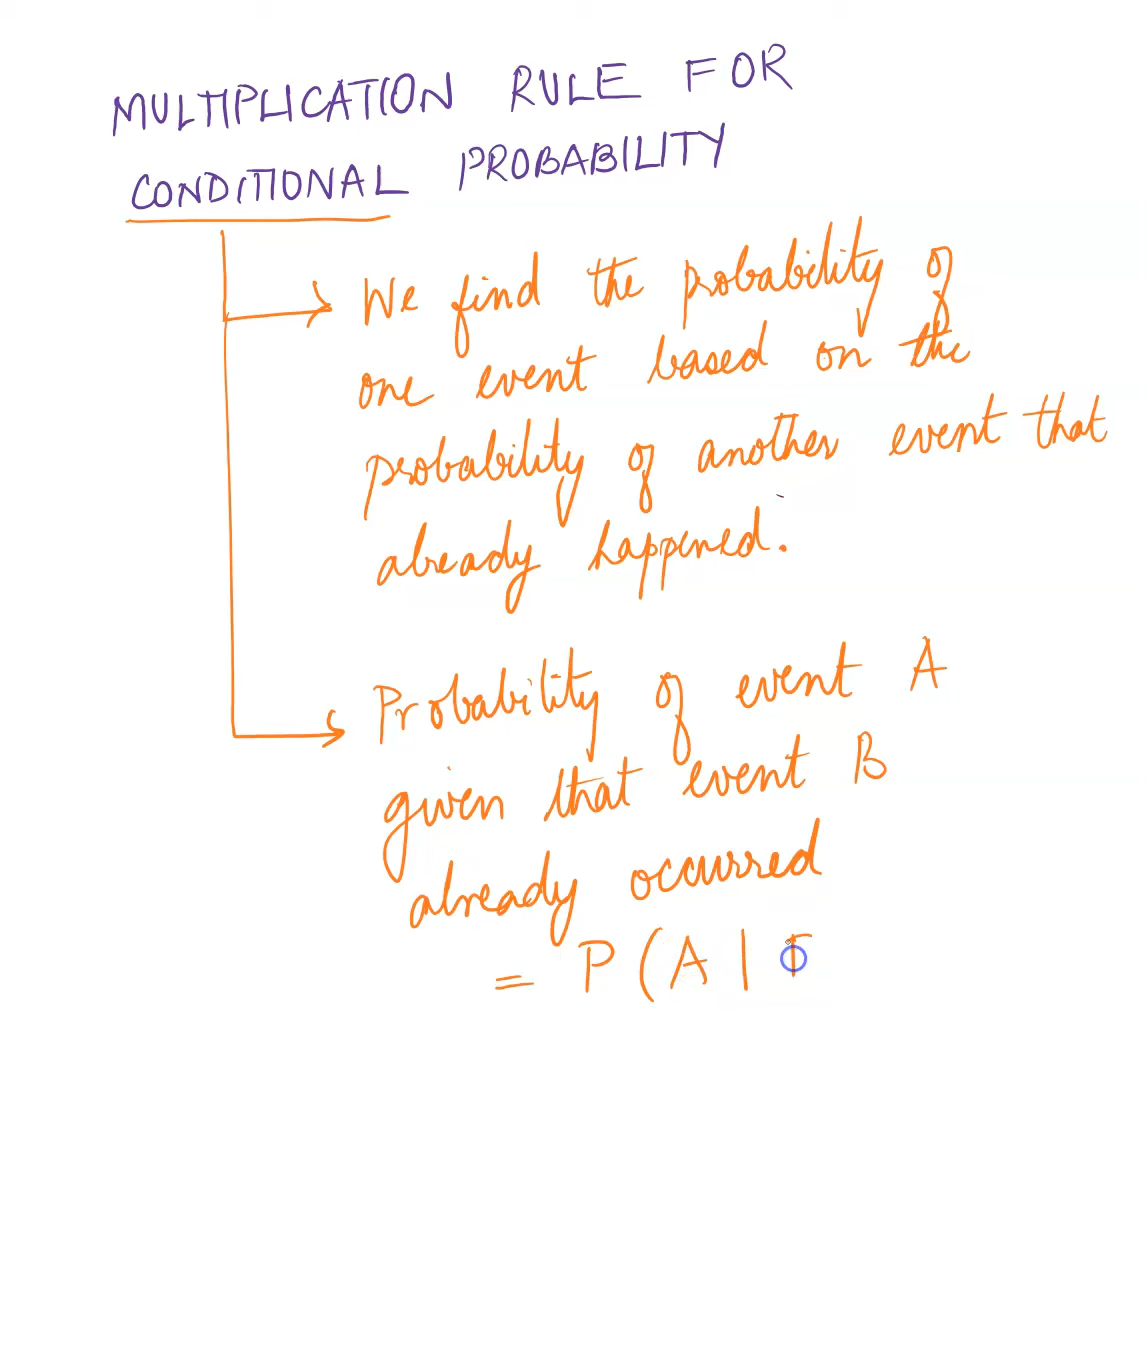 MULTIPLICATION RULE FOR
CONDITIONAL PROBABILITY
We find the probability of
one event based on the
probability of another event that
already happened.
Probability of event A
given that event B
already occurred
= P(A |